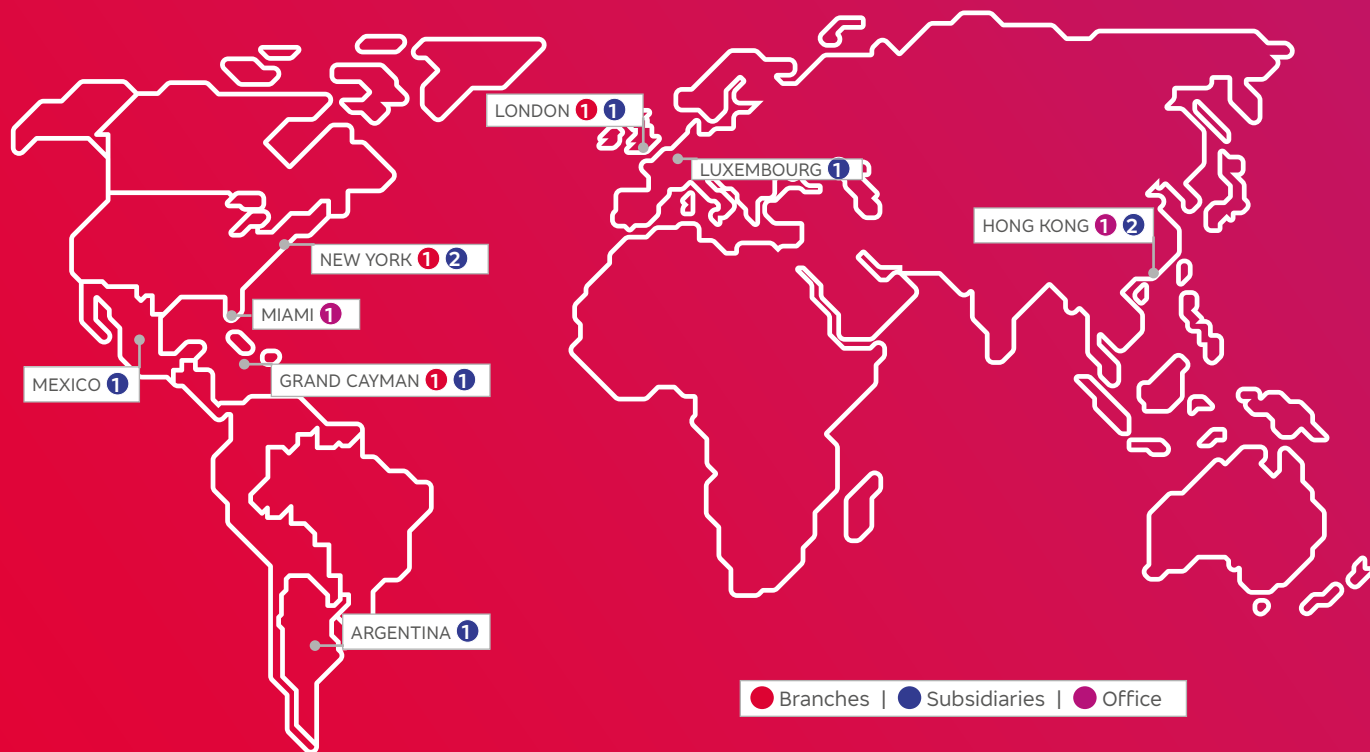 LONDON 1 1
LUXEMBOURG 1
HONG KONG 1 2
NEW YORK 1 2
MIAMI 1
GRAND CAYMAN 1 1
MEXICO 1
ARGENTINA 1
Branches | Subsidiaries | Office